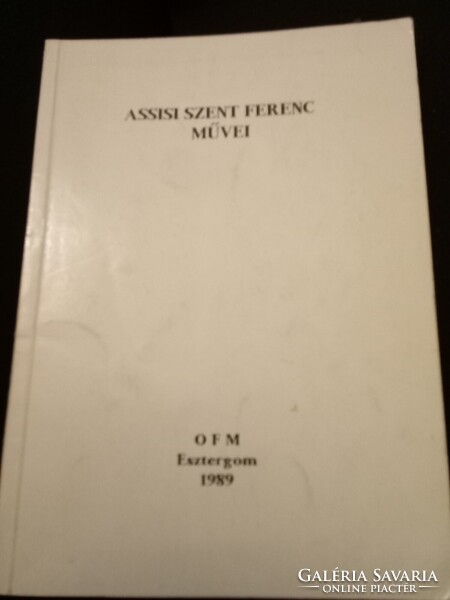 ASSISI SZENT FERENC
MŰVEI
O F M
Esztergom
1989
GALÉRIA SAVARIA
ONLINE PIACTÉR